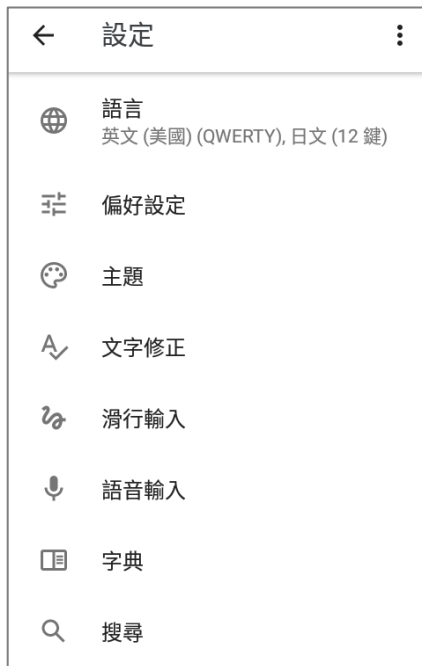 設定
語言
英文 (美國) (QWERTY), 日文 (12 鍵)
偏好設定
主題
文字修正
滑行輸入
語音輸入
字典
搜尋